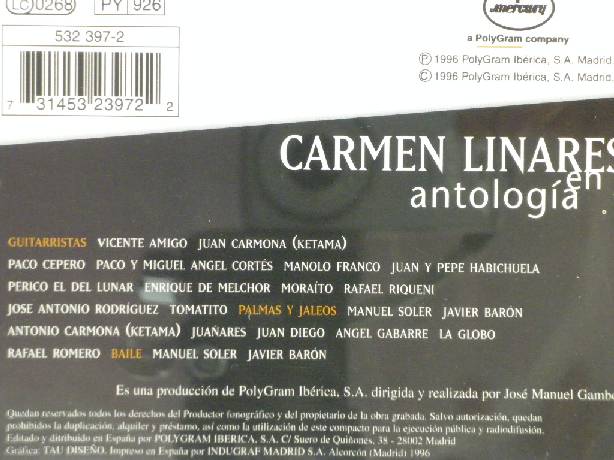 LC 0268 PY 926
532 397-2
7 31453 23972 2
mercury
a PolyGram company
Ⓟ 1996 PolyGram Ibérica, S.A. Madrid.
© 1996 PolyGram Ibérica, S.A. Madrid.
CARMEN LINARES
en
antología
GUITARRISTAS VICENTE AMIGO JUAN CARMONA (KETAMA)
PACO CEPERO PACO Y MIGUEL ANGEL CORTÉS MANOLO FRANCO JUAN Y PEPE HABICHUELA
PERICO EL DEL LUNAR ENRIQUE DE MELCHOR MORAÍTO RAFAEL RIQUENI
JOSE ANTONIO RODRÍGUEZ TOMATITO PALMAS Y JALEOS MANUEL SOLER JAVIER BARÓN
ANTONIO CARMONA (KETAMA) JUAÑARES JUAN DIEGO ANGEL GABARRE LA GLOBO
RAFAEL ROMERO BAILE MANUEL SOLER JAVIER BARÓN
Es una producción de PolyGram Ibérica, S.A. dirigida y realizada por José Manuel Gambo
Quedan reservados todos los derechos del Productor fonográfico y del propietario de la obra grabada. Salvo autorización, quedan
prohibidos la duplicación, alquiler y préstamo, así como la utilización de este compacto para la ejecución pública y radiodifusión.
Editado y distribuido en España por POLYGRAM IBERICA, S.A. C/ Suero de Quiñones, 38 - 28002 Madrid
Gráfica: TAU DISEÑO. Impreso en España por INDUGRAF MADRID S.A. Alcorcón (Madrid) 1996